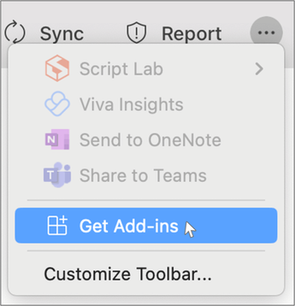 Sync Report
Script Lab
Viva Insights
Send to OneNote
Share to Teams
Get Add-ins
Customize Toolbar...